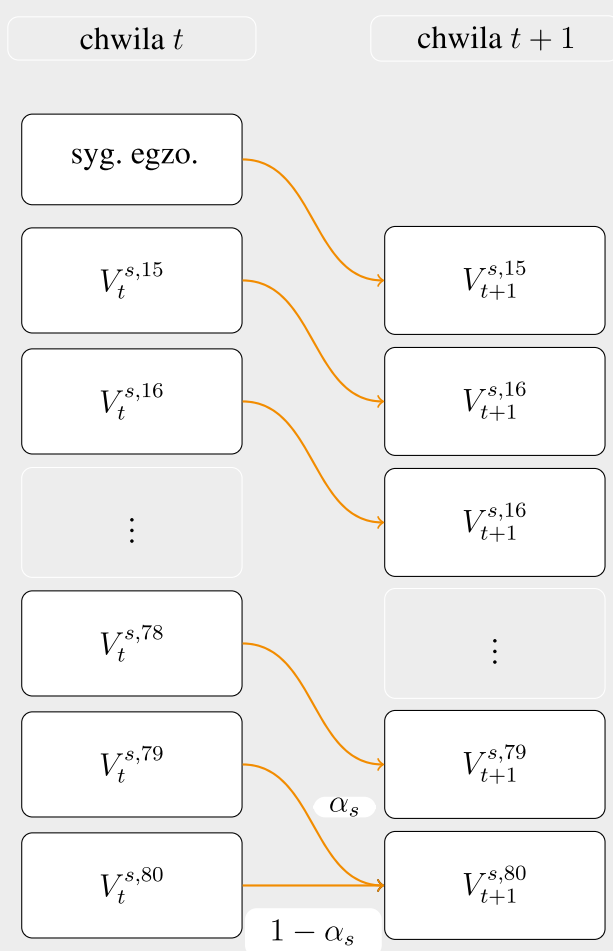 chwila t
chwila t + 1
syg. egzo.
V_t^{s,15}
V_{t+1}^{s,15}
V_t^{s,16}
V_{t+1}^{s,16}
⋮
V_{t+1}^{s,16}
V_t^{s,78}
⋮
V_t^{s,79}
V_{t+1}^{s,79}
α_s
V_t^{s,80}
V_{t+1}^{s,80}
1 − α_s